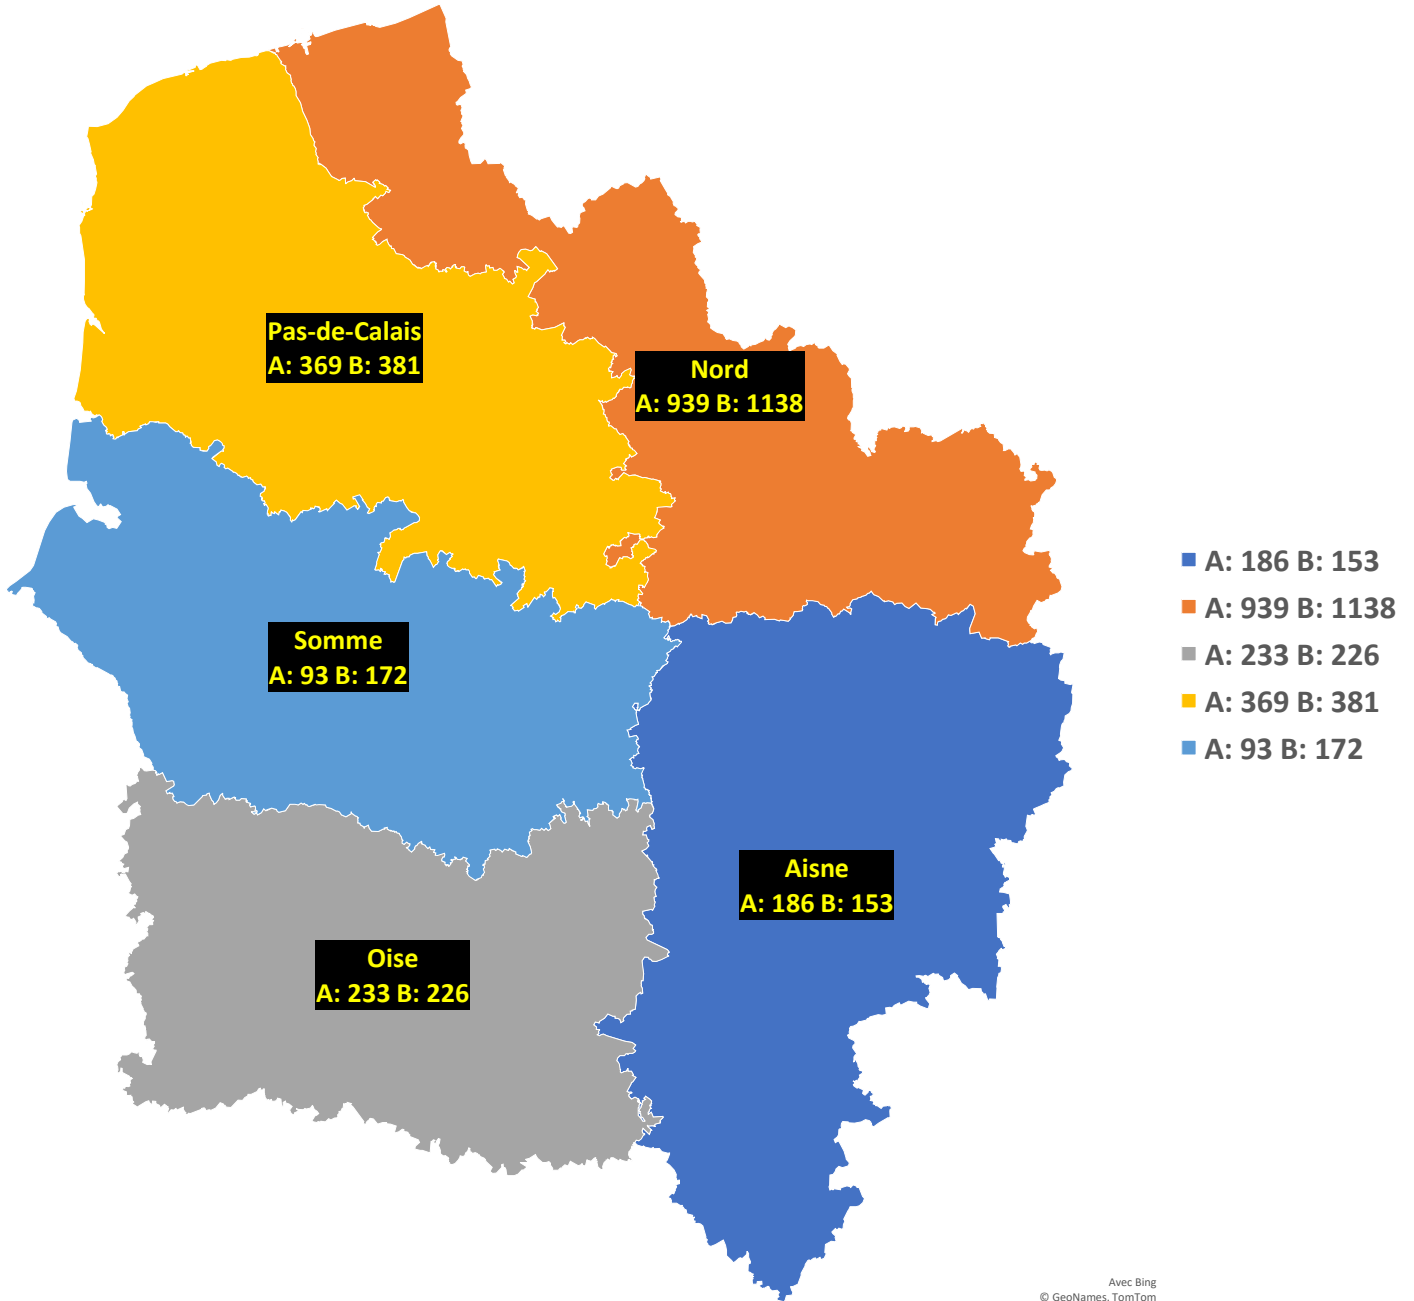 Pas-de-Calais
A: 369 B: 381
Nord
A: 939 B: 1138
Somme
A: 93 B: 172
Aisne
A: 186 B: 153
Oise
A: 233 B: 226
A: 186 B: 153
A: 939 B: 1138
A: 233 B: 226
A: 369 B: 381
A: 93 B: 172
Avec Bing
© GeoNames, TomTom